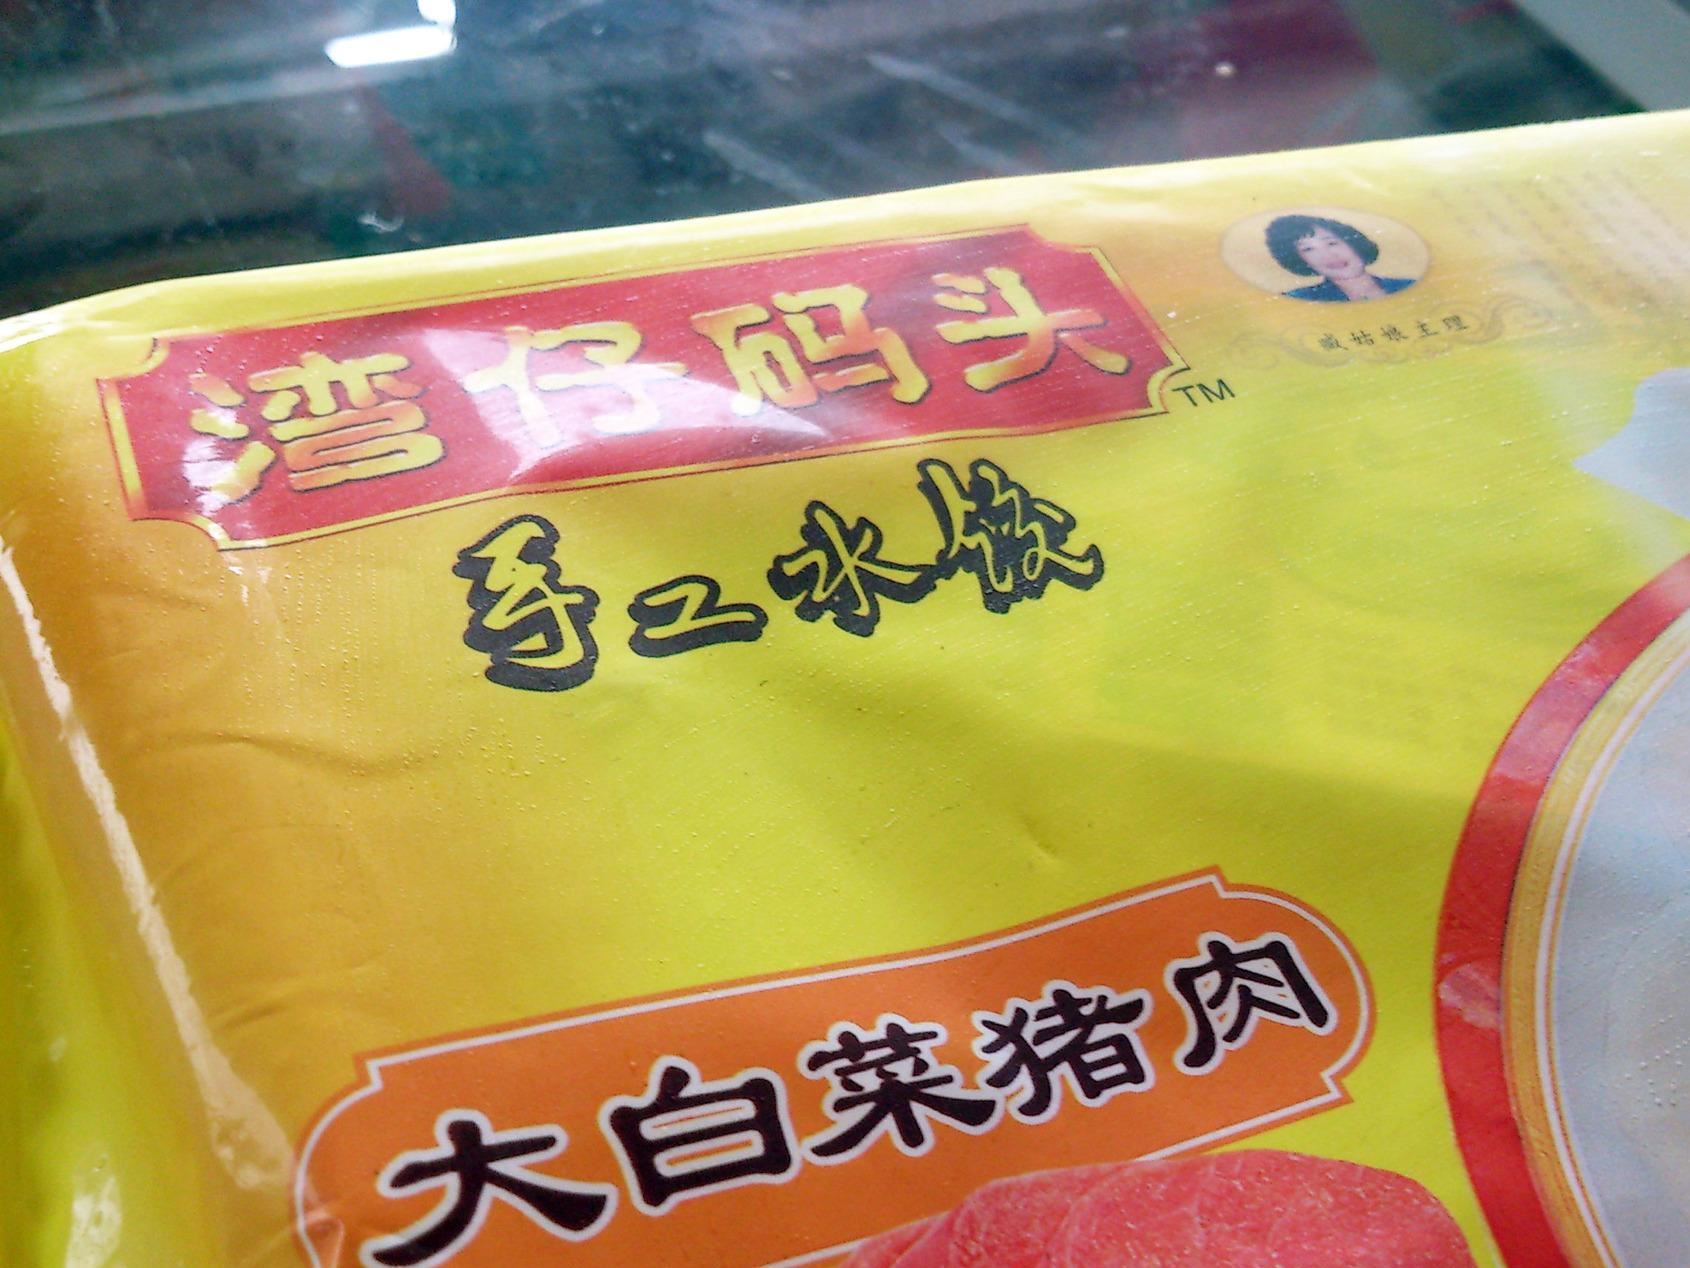 湾仔码头
TM
臧姑娘主理
手工水饺
大白菜猪肉